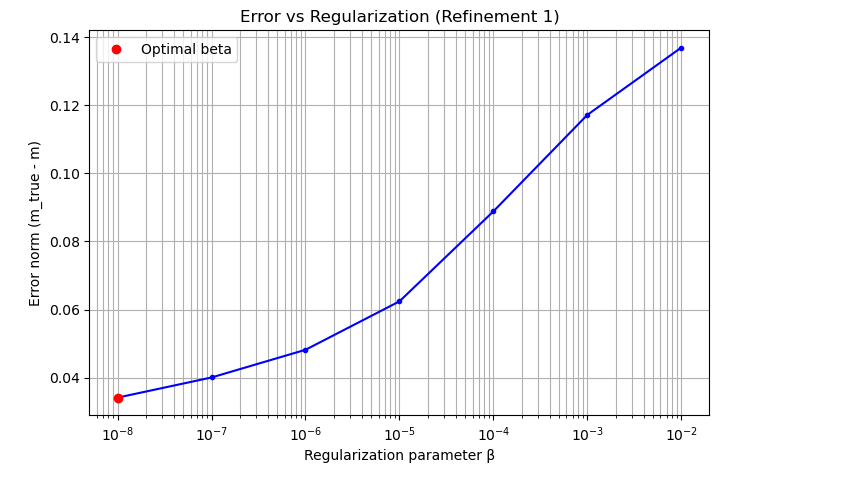 Error vs Regularization (Refinement 1)
Optimal beta
Error norm (m_true - m)
0.14
0.12
0.10
0.08
0.06
0.04
10⁻⁸ 10⁻⁷ 10⁻⁶ 10⁻⁵ 10⁻⁴ 10⁻³ 10⁻²
Regularization parameter β